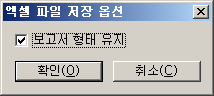 엑셀 파일 저장 옵션
보고서 형태 유지
확인(O)
취소(C)